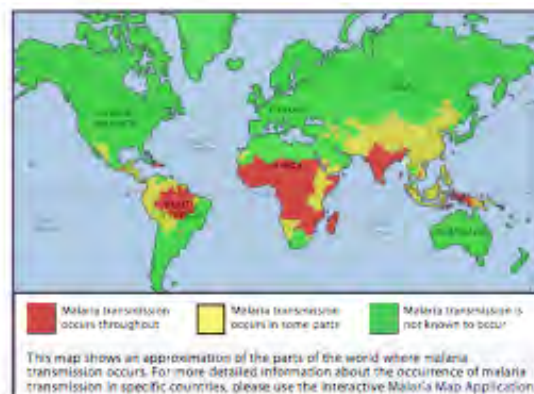 AFRICA
AUSTRALIA
Malaria transmission
occurs throughout
Malaria transmission
occurs in some parts
Malaria transmission is
not known to occur
This map shows an approximation of the parts of the world where malaria
transmission occurs. For more detailed information about the occurrence of malaria
transmission in specific countries, please use the interactive Malaria Map Application